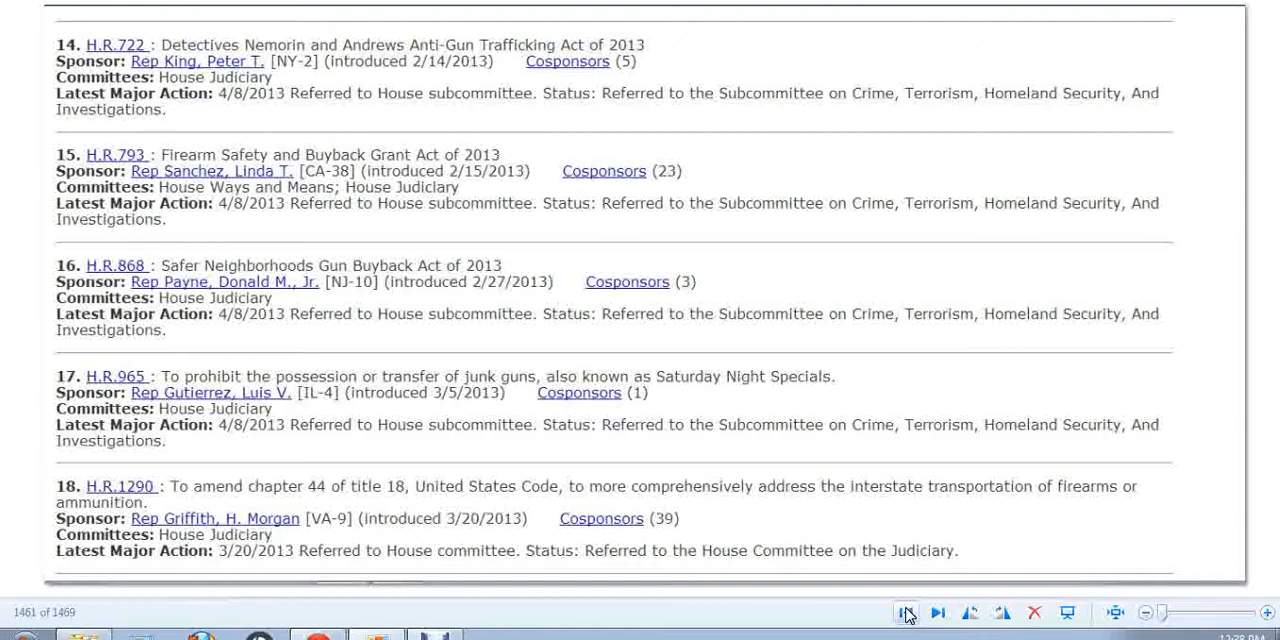 14. H.R.722 : Detectives Nemorin and Andrews Anti-Gun Trafficking Act of 2013
Sponsor: Rep King, Peter T. [NY-2] (introduced 2/14/2013) Cosponsors (5)
Committees: House Judiciary
Latest Major Action: 4/8/2013 Referred to House subcommittee. Status: Referred to the Subcommittee on Crime, Terrorism, Homeland Security, And
Investigations.
15. H.R.793 : Firearm Safety and Buyback Grant Act of 2013
Sponsor: Rep Sanchez, Linda T. [CA-38] (introduced 2/15/2013) Cosponsors (23)
Committees: House Ways and Means; House Judiciary
Latest Major Action: 4/8/2013 Referred to House subcommittee. Status: Referred to the Subcommittee on Crime, Terrorism, Homeland Security, And
Investigations.
16. H.R.868 : Safer Neighborhoods Gun Buyback Act of 2013
Sponsor: Rep Payne, Donald M., Jr. [NJ-10] (introduced 2/27/2013) Cosponsors (3)
Committees: House Judiciary
Latest Major Action: 4/8/2013 Referred to House subcommittee. Status: Referred to the Subcommittee on Crime, Terrorism, Homeland Security, And
Investigations.
17. H.R.965 : To prohibit the possession or transfer of junk guns, also known as Saturday Night Specials.
Sponsor: Rep Gutierrez, Luis V. [IL-4] (introduced 3/5/2013) Cosponsors (1)
Committees: House Judiciary
Latest Major Action: 4/8/2013 Referred to House subcommittee. Status: Referred to the Subcommittee on Crime, Terrorism, Homeland Security, And
Investigations.
18. H.R.1290 : To amend chapter 44 of title 18, United States Code, to more comprehensively address the interstate transportation of firearms or
ammunition.
Sponsor: Rep Griffith, H. Morgan [VA-9] (introduced 3/20/2013) Cosponsors (39)
Committees: House Judiciary
Latest Major Action: 3/20/2013 Referred to House committee. Status: Referred to the House Committee on the Judiciary.
1461 of 1469